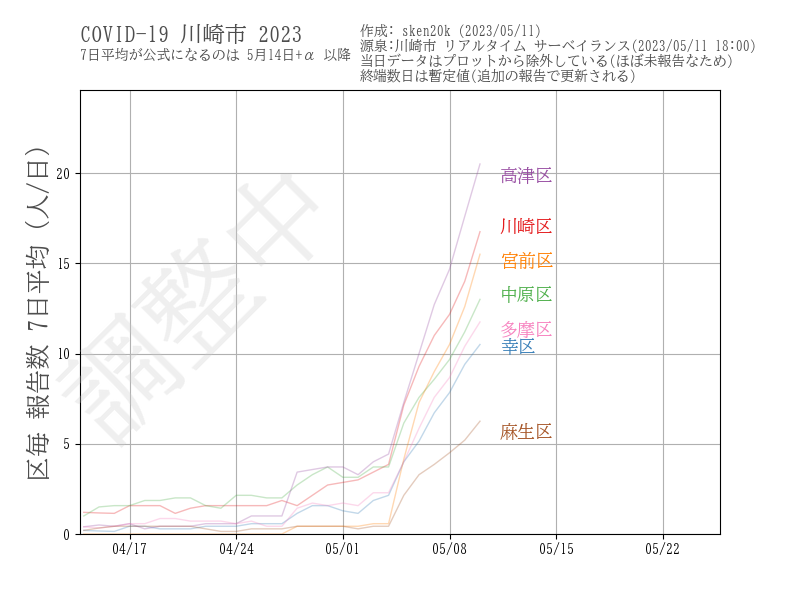 COVID-19 川崎市 2023
7日平均が公式になるのは 5月14日+α 以降
作成: sken20k (2023/05/11)
源泉:川崎市 リアルタイム サーベイランス(2023/05/11 18:00)
当日データはプロットから除外している(ほぼ未報告なため)
終端数日は暫定値(追加の報告で更新される)
区毎 報告数 7日平均 (人/日)
調整中
20
15
10
5
0
高津区
川崎区
宮前区
中原区
多摩区
幸区
麻生区
04/17
04/24
05/01
05/08
05/15
05/22